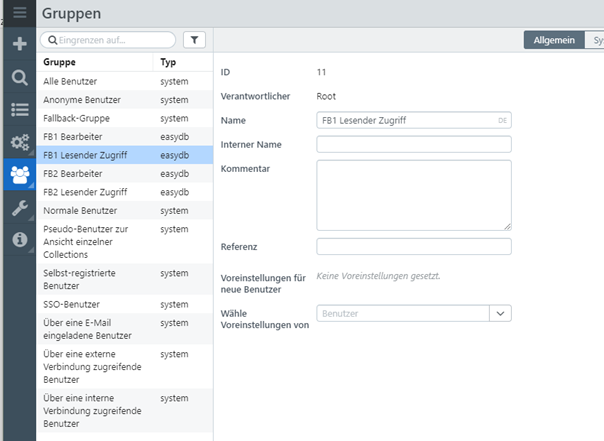 Gruppen
Eingrenzen auf...
Allgemein
Gruppe Typ
Alle Benutzer system
Anonyme Benutzer system
Fallback-Gruppe system
FB1 Bearbeiter easydb
FB1 Lesender Zugriff easydb
FB2 Bearbeiter easydb
FB2 Lesender Zugriff easydb
Normale Benutzer system
Pseudo-Benutzer zur system
Ansicht einzelner
Collections
Selbst-registrierte system
Benutzer
SSO-Benutzer system
Über eine E-Mail system
eingeladene Benutzer
Über eine externe system
Verbindung zugreifende
Benutzer
Über eine interne system
Verbindung zugreifende
Benutzer
ID 11
Verantwortlicher Root
Name FB1 Lesender Zugriff DE
Interner Name
Kommentar
Referenz
Voreinstellungen für Keine Voreinstellungen gesetzt.
neue Benutzer
Wähle Benutzer
Voreinstellungen von